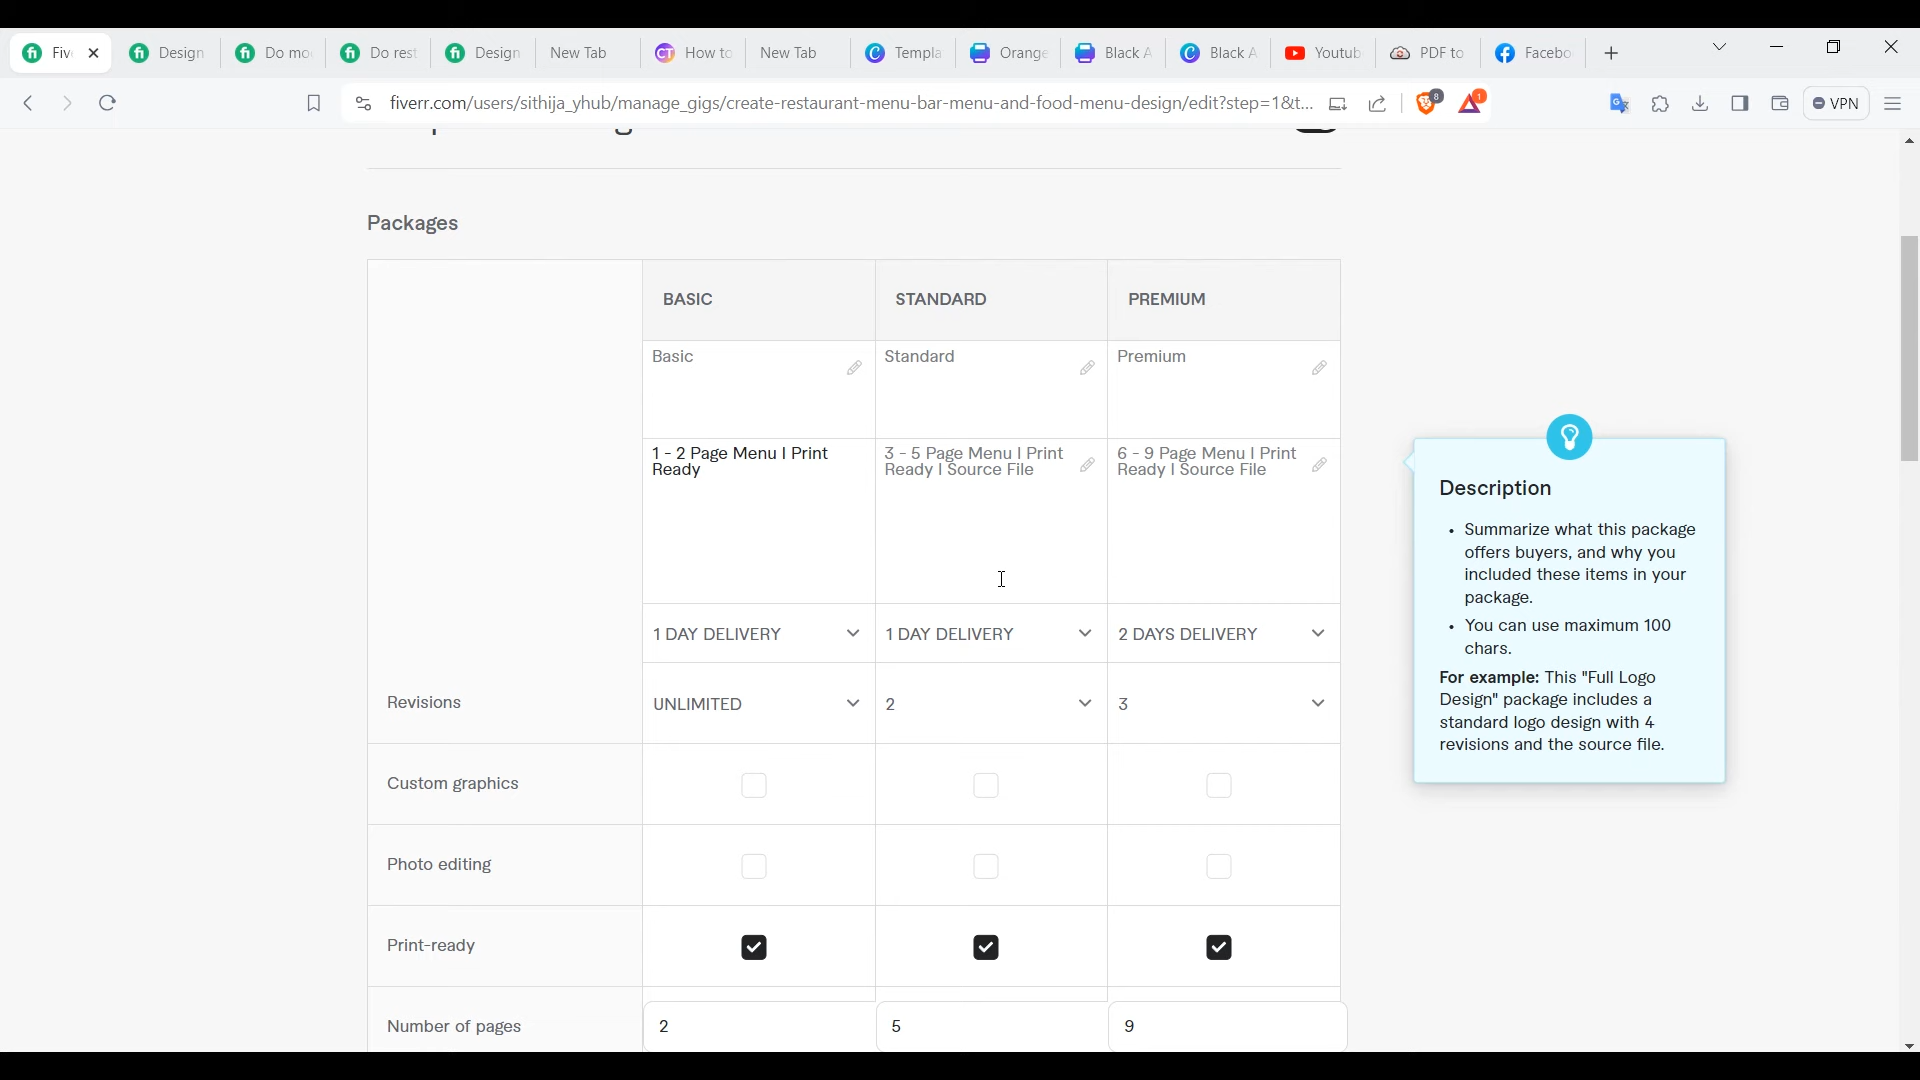 Fiv
Design
Do mo
Do rest
Design
New Tab
How to
New Tab
Templa
Orange
Black A
Black A
Youtub
PDF to
Facebo
fiverr.com/users/sithija_yhub/manage_gigs/create-restaurant-menu-bar-menu-and-food-menu-design/edit?step=1&t...
8
1
VPN
Packages
BASIC STANDARD PREMIUM
Basic Standard Premium
1 - 2 Page Menu I Print
Ready
3 - 5 Page Menu I Print
Ready I Source File
6 - 9 Page Menu I Print
Ready I Source File
1 DAY DELIVERY 1 DAY DELIVERY 2 DAYS DELIVERY
Revisions UNLIMITED 2 3
Custom graphics
Photo editing
Print-ready
Number of pages 2 5 9
Description
• Summarize what this package
offers buyers, and why you
included these items in your
package.
• You can use maximum 100
chars.
For example: This "Full Logo
Design" package includes a
standard logo design with 4
revisions and the source file.